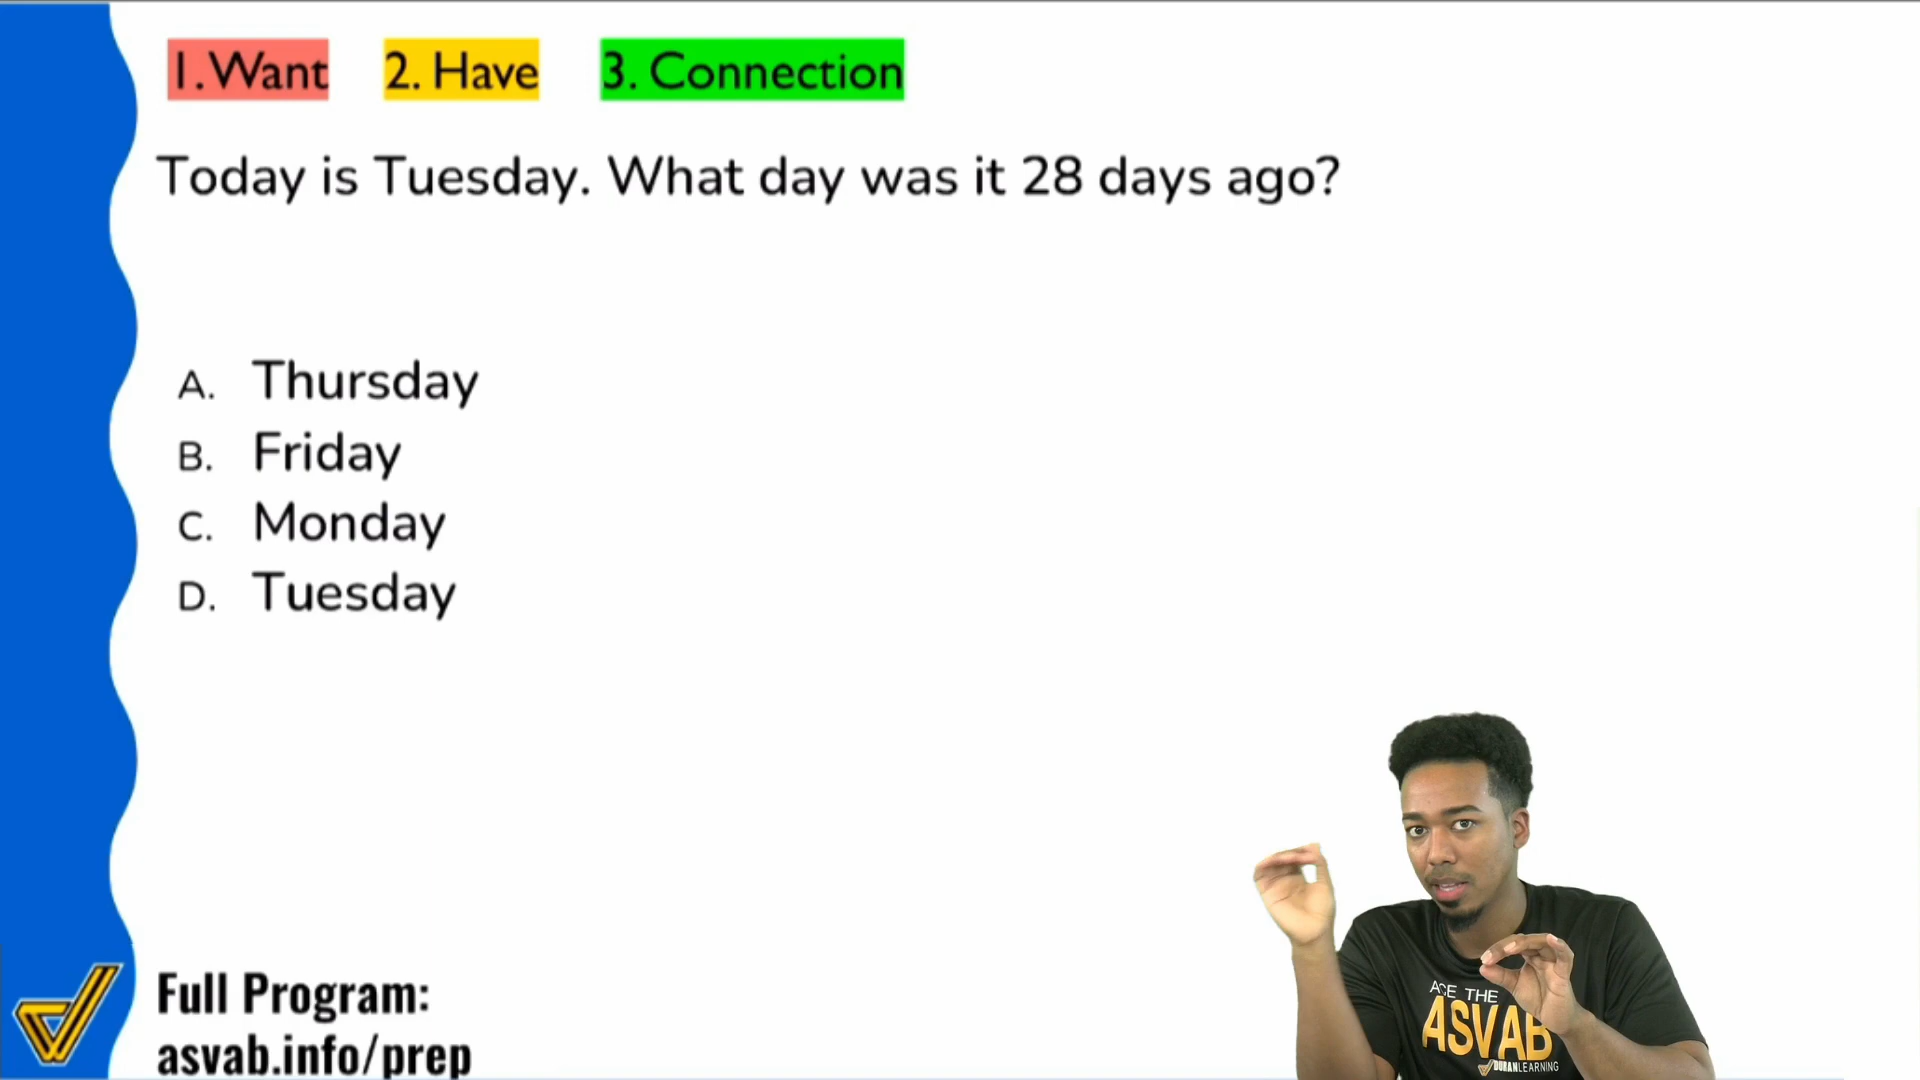 1. Want 2. Have 3. Connection
Today is Tuesday. What day was it 28 days ago?
A. Thursday
B. Friday
C. Monday
D. Tuesday
Full Program:
asvab.info/prep
ACE THE
ASVAB
DORANLEARNING